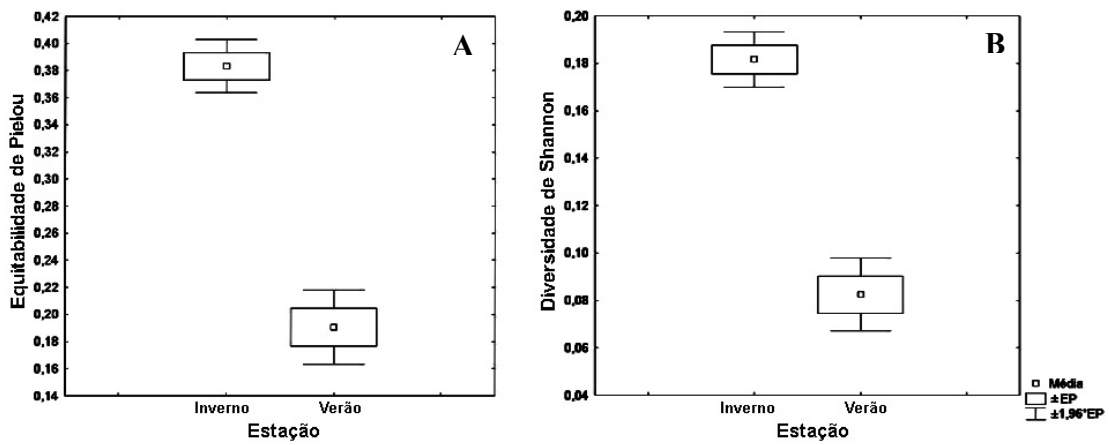 A
Equitabilidade de Pielou
0,42
0,40
0,38
0,36
0,34
0,32
0,30
0,28
0,26
0,24
0,22
0,20
0,18
0,16
0,14
Inverno Verão
Estação
B
Diversidade de Shannon
0,20
0,18
0,16
0,14
0,12
0,10
0,08
0,06
0,04
Inverno Verão
Estação
Média
±EP
±1,96*EP